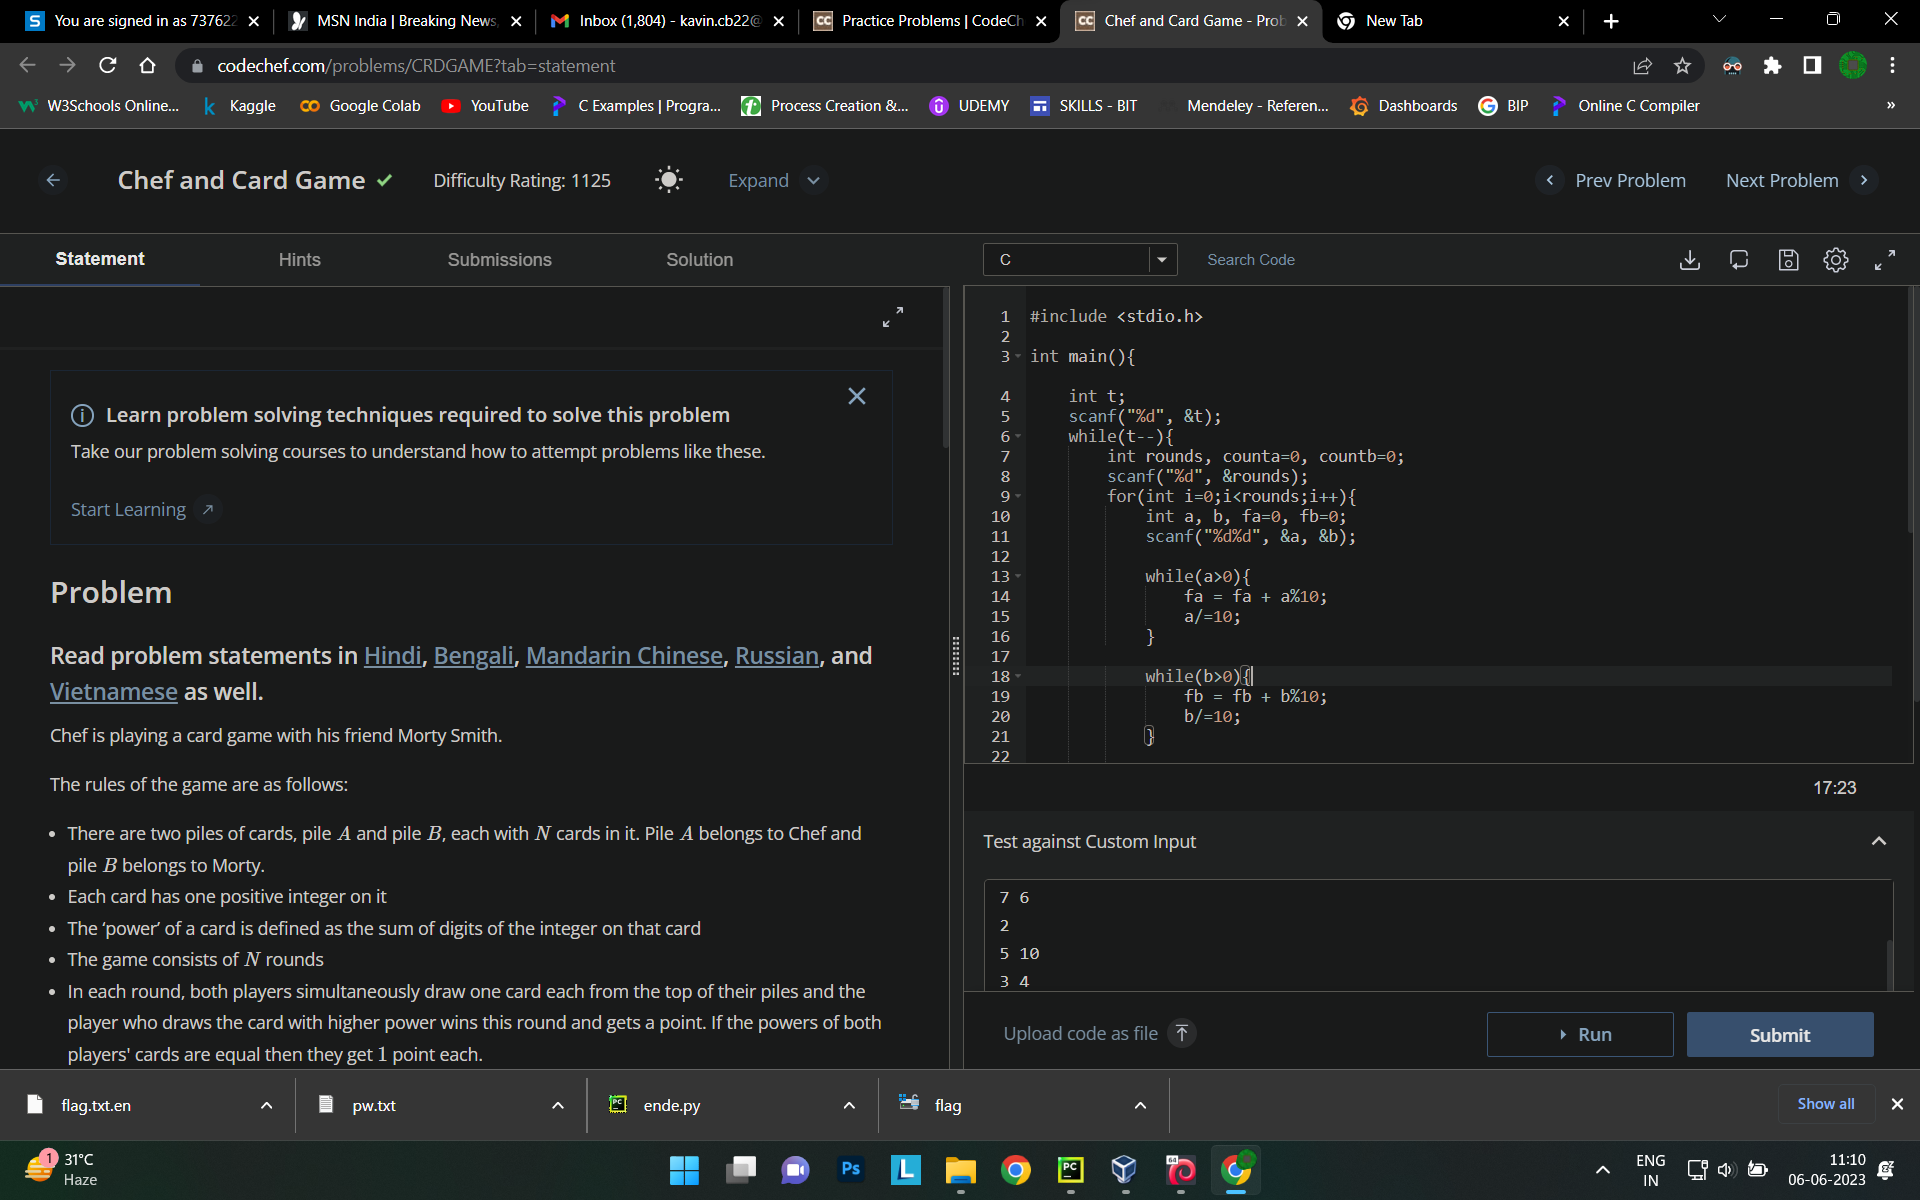 You are signed in as 73762
MSN India | Breaking News,
Inbox (1,804) - kavin.cb22@
Practice Problems | CodeCh
Chef and Card Game - Prob
New Tab
codechef.com/problems/CRDGAME?tab=statement
W3Schools Online...
Kaggle
Google Colab
YouTube
C Examples | Progra...
Process Creation &...
UDEMY
SKILLS - BIT
Mendeley - Referen...
Dashboards
BIP
Online C Compiler
»
Chef and Card Game
Difficulty Rating: 1125
Expand
Prev Problem
Next Problem
Statement
Hints
Submissions
Solution
C
Search Code
Learn problem solving techniques required to solve this problem
Take our problem solving courses to understand how to attempt problems like these.
Start Learning
Problem
Read problem statements in Hindi, Bengali, Mandarin Chinese, Russian, and
Vietnamese as well.
Chef is playing a card game with his friend Morty Smith.
The rules of the game are as follows:
• There are two piles of cards, pile A and pile B, each with N cards in it. Pile A belongs to Chef and
pile B belongs to Morty.
• Each card has one positive integer on it
• The ‘power’ of a card is defined as the sum of digits of the integer on that card
• The game consists of N rounds
• In each round, both players simultaneously draw one card each from the top of their piles and the
player who draws the card with higher power wins this round and gets a point. If the powers of both
players' cards are equal then they get 1 point each.
1 #include <stdio.h>
2
3 int main(){
4 int t;
5 scanf("%d", &t);
6 while(t--){
7 int rounds, counta=0, countb=0;
8 scanf("%d", &rounds);
9 for(int i=0;i<rounds;i++){
10 int a, b, fa=0, fb=0;
11 scanf("%d%d", &a, &b);
12
13 while(a>0){
14 fa = fa + a%10;
15 a/=10;
16 }
17
18 while(b>0){
19 fb = fb + b%10;
20 b/=10;
21 }
22
17:23
Test against Custom Input
7 6
2
5 10
3 4
Upload code as file
Run
Submit
flag.txt.en
pw.txt
ende.py
flag
Show all
1
31°C
Haze
Ps
L
PC
64
ENG
IN
11:10
06-06-2023